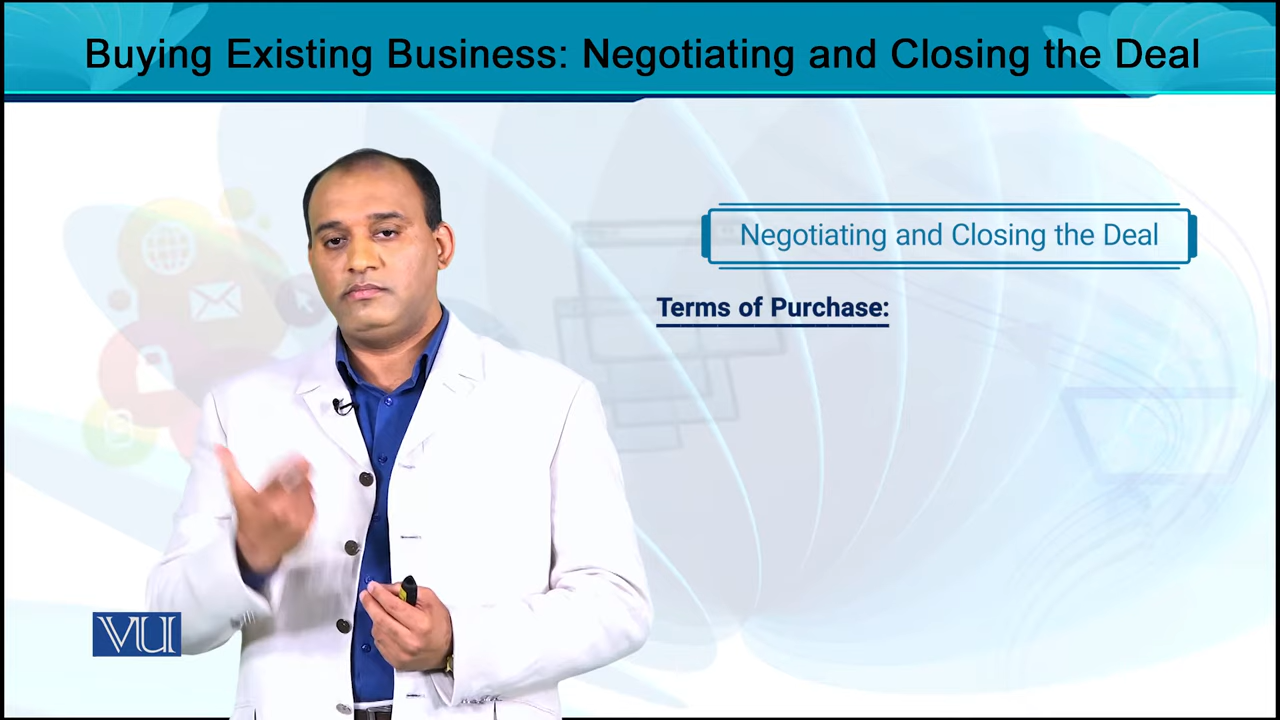 Buying Existing Business: Negotiating and Closing the Deal
Negotiating and Closing the Deal
Terms of Purchase:
VU